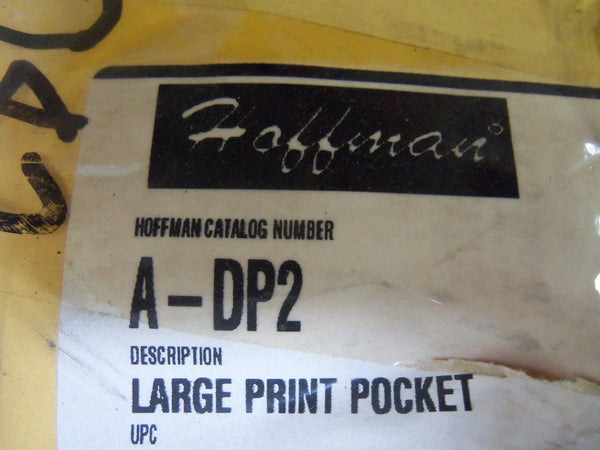 Hoffman®
HOFFMAN CATALOG NUMBER
A-DP2
DESCRIPTION
LARGE PRINT POCKET
UPC